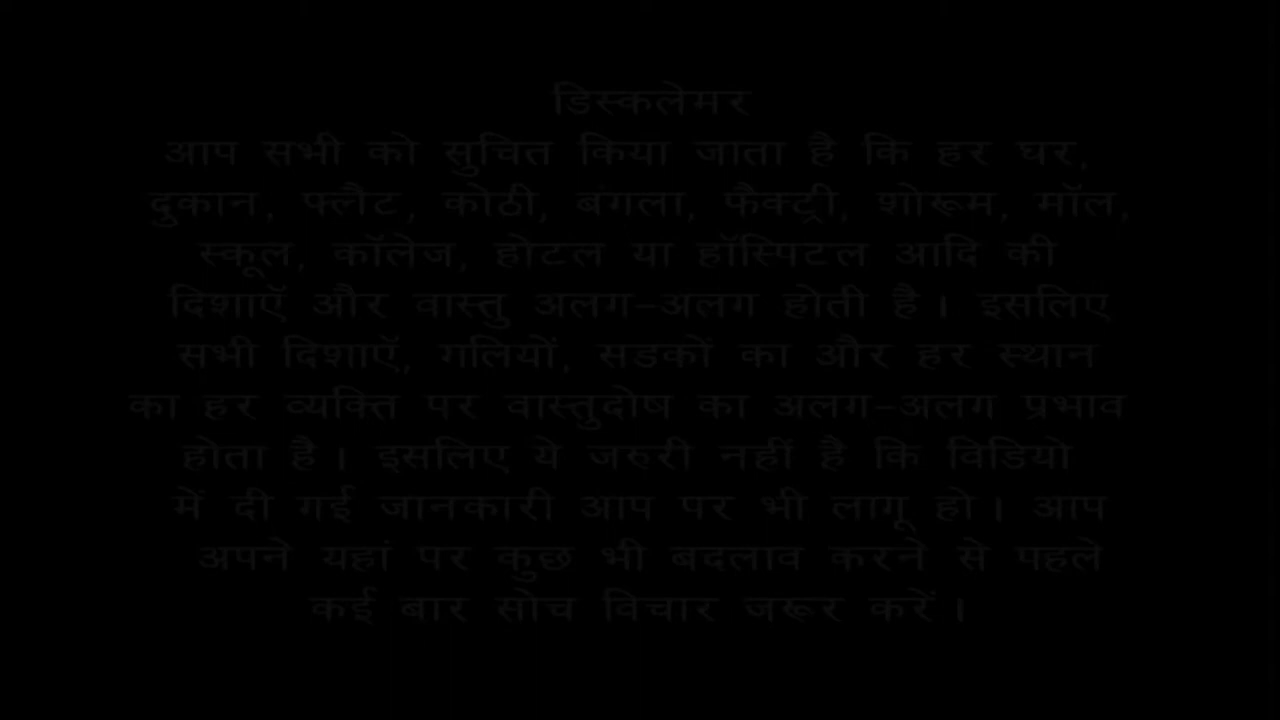 डिस्कलेमर
आप सभी को सुचित किया जाता है कि हर घर,
दुकान, फ्लैट, कोठी, बंगला, फैक्ट्री, शोरूम, मॉल,
स्कूल, कॉलेज, होटल या हॉस्पिटल आदि की
दिशाएॅ और वास्तु अलग-अलग होती है। इसलिए
सभी दिशाएॅ, गलियों, सडकों का और हर स्थान
का हर व्यक्ति पर वास्तुदोष का अलग-अलग प्रभाव
होता है। इसलिए ये जरुरी नहीं है कि विडियो
में दी गई जानकारी आप पर भी लागू हो। आप
अपने यहां पर कुछ भी बदलाव करने से पहले
कई बार सोच विचार जरूर करें।